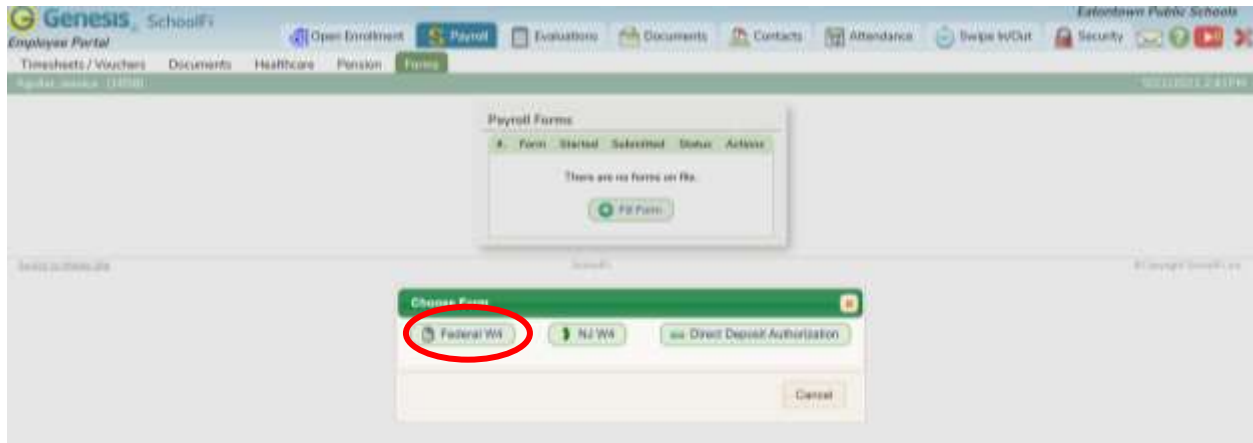 Genesis SchoolFi
Eatontown Public Schools
Employee Portal
Open Enrollment Payroll Evaluations Documents Contacts Attendance Swipe In/Out Security
Timesheets / Vouchers Documents Healthcare Pension Forms
Payroll Forms
#. Form Started Submitted Status Actions
There are no forms on file.
Fill Form
SchoolFi
Choose Form
Federal W4 NJ W4 Direct Deposit Authorization
Cancel